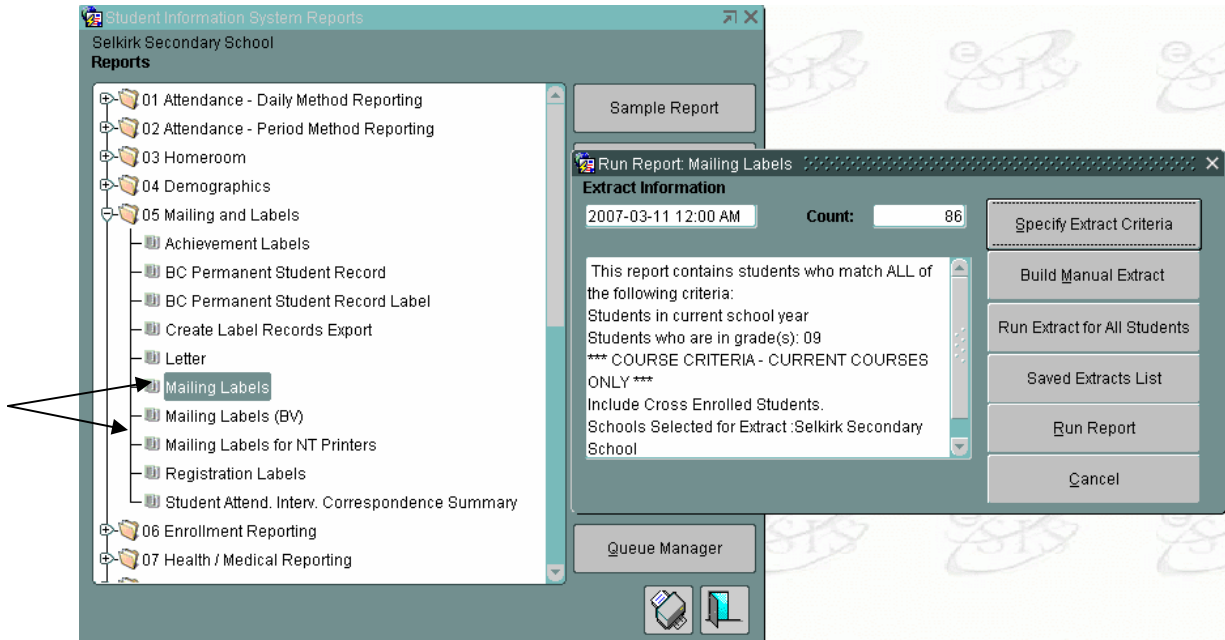 Student Information System Reports
Selkirk Secondary School
Reports
01 Attendance - Daily Method Reporting
02 Attendance - Period Method Reporting
03 Homeroom
04 Demographics
05 Mailing and Labels
Achievement Labels
BC Permanent Student Record
BC Permanent Student Record Label
Create Label Records Export
Letter
Mailing Labels
Mailing Labels (BV)
Mailing Labels for NT Printers
Registration Labels
Student Attend. Interv. Correspondence Summary
06 Enrollment Reporting
07 Health / Medical Reporting
Sample Report
Queue Manager
Run Report: Mailing Labels
Extract Information
2007-03-11 12:00 AM Count: 86
This report contains students who match ALL of
the following criteria:
Students in current school year
Students who are in grade(s): 09
*** COURSE CRITERIA - CURRENT COURSES
ONLY ***
Include Cross Enrolled Students.
Schools Selected for Extract :Selkirk Secondary
School
Specify Extract Criteria
Build Manual Extract
Run Extract for All Students
Saved Extracts List
Run Report
Cancel
eSIS
eSIS
eSIS
eSIS
eSIS
eSIS